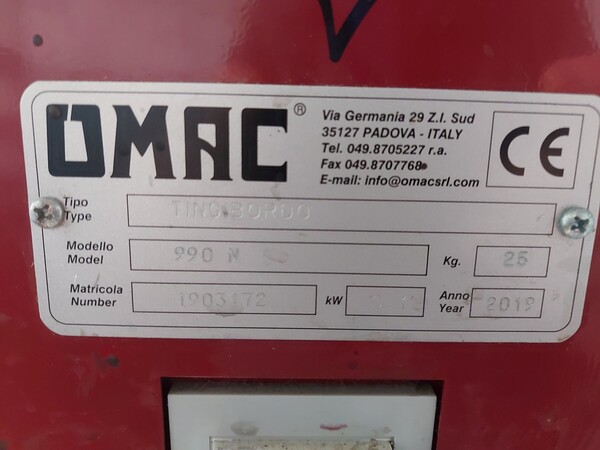 OMAC®
Via Germania 29 Z.I. Sud
35127 PADOVA - ITALY
Tel. 049.8705227 r.a.
Fax 049.8707768
E-mail: info@omacsrl.com
CE
Tipo
Type
TING.BORDO
Modello
Model
990 N
Kg.
25
Matricola
Number
1903172
kW
Anno
Year
2019